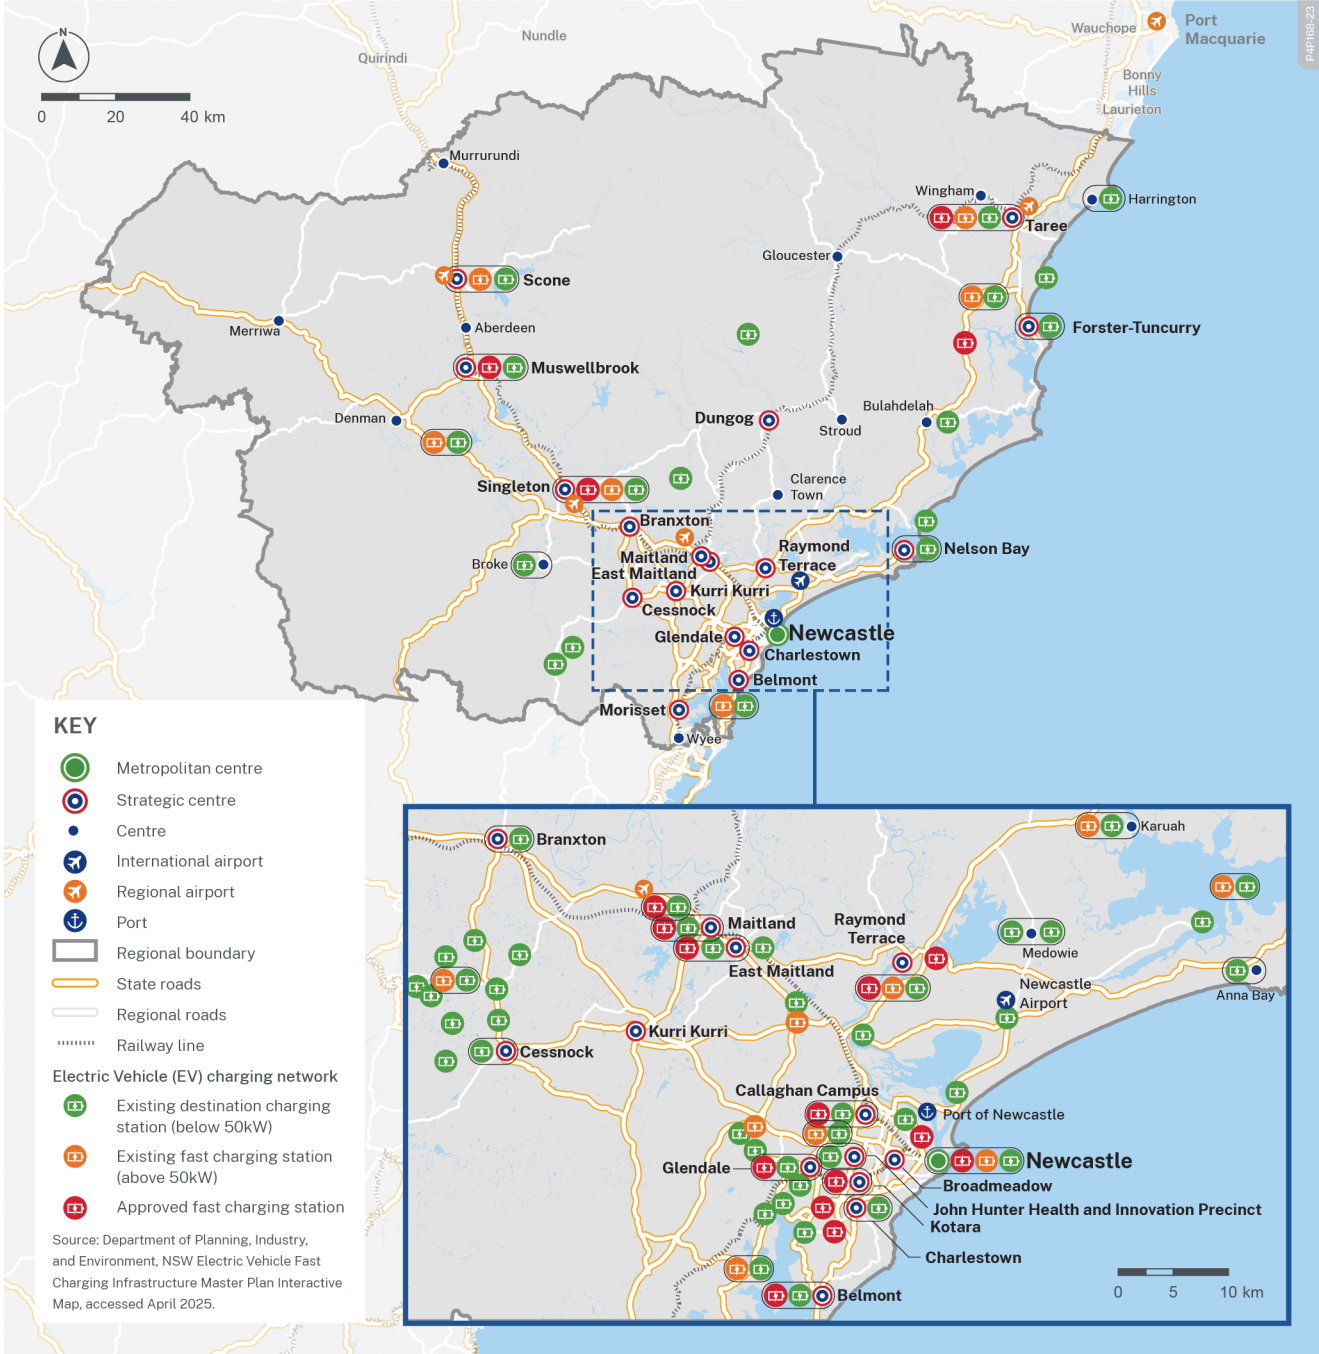 P4P168-23
N
0 20 40 km
Nundle
Quirindi
Wauchope
Port
Macquarie
Bonny
Hills
Laurieton
Murrurundi
Wingham
Harrington
Taree
Gloucester
Scone
Merriwa
Aberdeen
Forster-Tuncurry
Muswellbrook
Denman
Dungog
Stroud
Bulahdelah
Singleton
Clarence
Town
Branxton
Maitland
East Maitland
Raymond
Terrace
Nelson Bay
Broke
Kurri Kurri
Cessnock
Glendale
Newcastle
Charlestown
Belmont
Morisset
Wyee
KEY
Metropolitan centre
Strategic centre
Centre
International airport
Regional airport
Port
Regional boundary
State roads
Regional roads
Railway line
Electric Vehicle (EV) charging network
Existing destination charging
station (below 50kW)
Existing fast charging station
(above 50kW)
Approved fast charging station
Source: Department of Planning, Industry,
and Environment, NSW Electric Vehicle Fast
Charging Infrastructure Master Plan Interactive
Map, accessed April 2025.
Branxton
Karuah
Maitland
East Maitland
Raymond
Terrace
Medowie
Newcastle
Airport
Anna Bay
Kurri Kurri
Cessnock
Callaghan Campus
Port of Newcastle
Glendale
Newcastle
Broadmeadow
John Hunter Health and Innovation Precinct
Kotara
Charlestown
Belmont
0 5 10 km